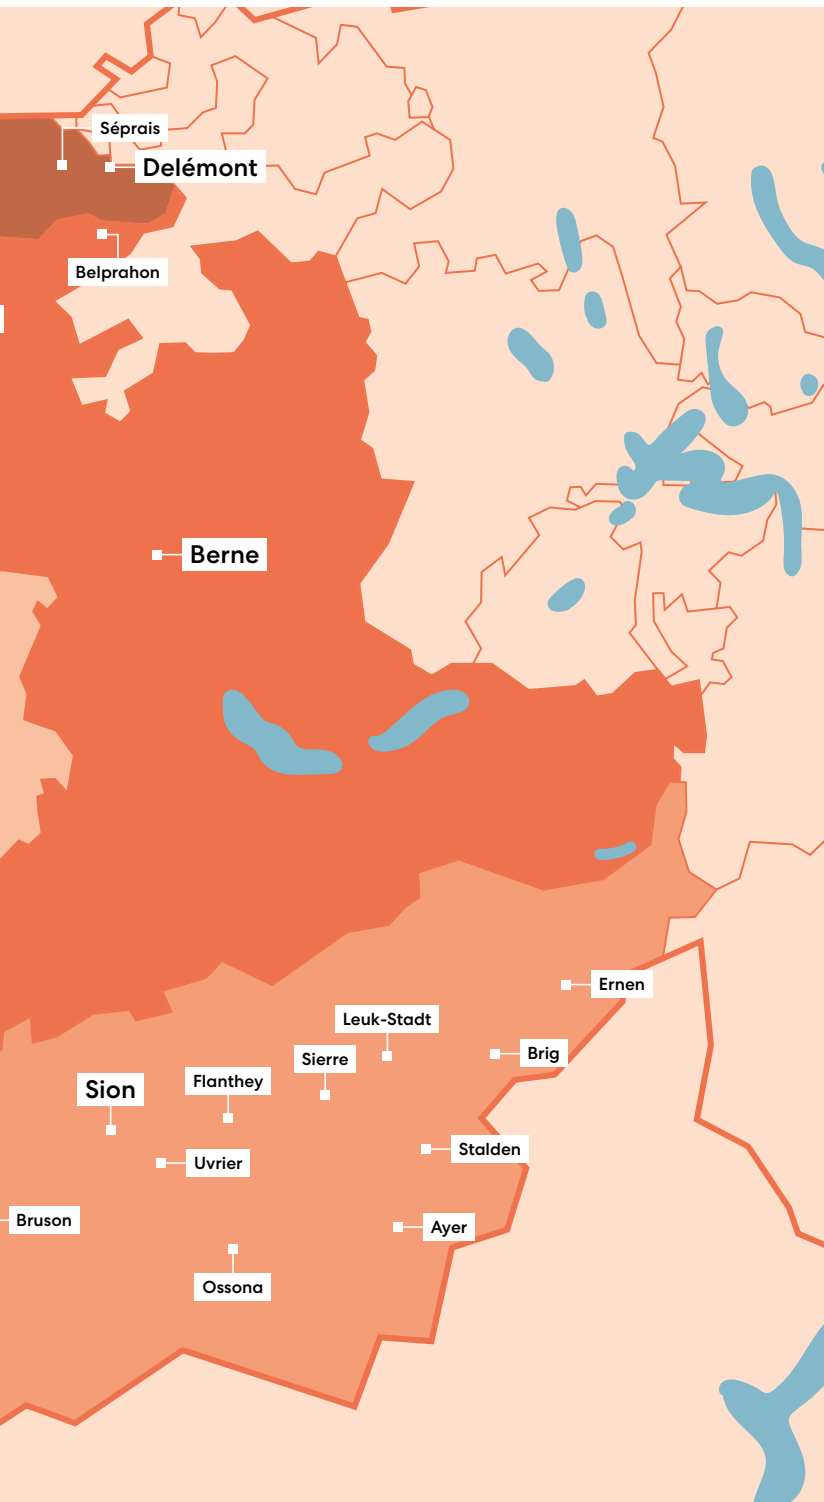 Séprais
Delémont
Belprahon
Berne
Ernen
Leuk-Stadt
Brig
Sierre
Flanthey
Sion
Stalden
Uvrier
Bruson
Ayer
Ossona